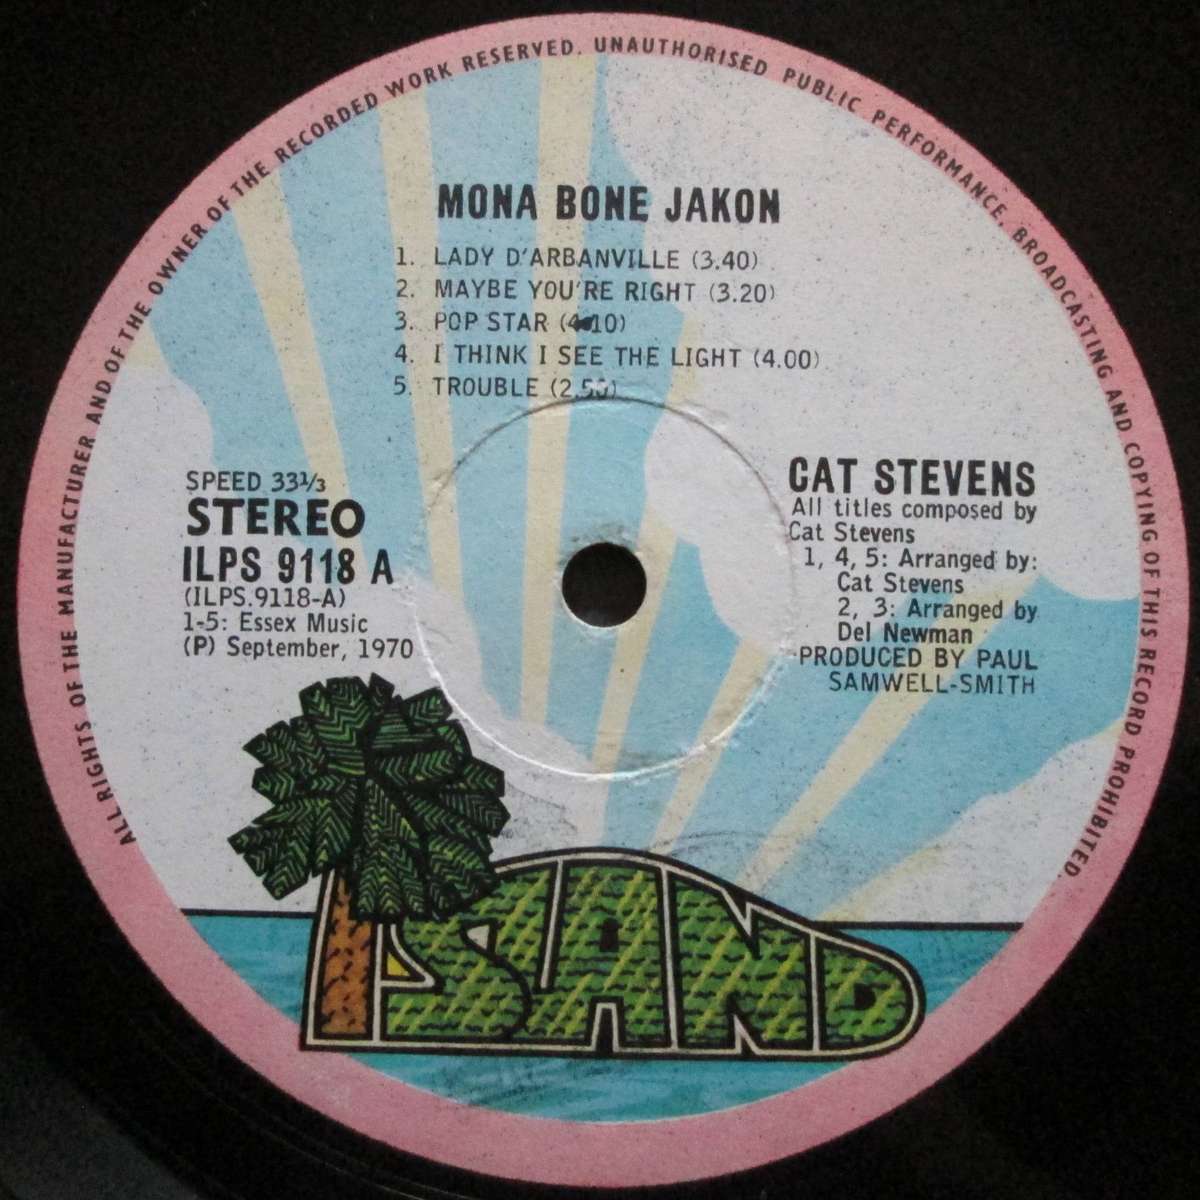 ALL RIGHTS OF THE MANUFACTURER AND OF THE OWNER OF THE RECORDED WORK RESERVED. UNAUTHORISED PUBLIC PERFORMANCE, BROADCASTING AND COPYING OF THIS RECORD PROHIBITED.
MONA BONE JAKON
1. LADY D'ARBANVILLE (3.40)
2. MAYBE YOU'RE RIGHT (3.20)
3. POP STAR (4.10)
4. I THINK I SEE THE LIGHT (4.00)
5. TROUBLE (2.50)
SPEED 33⅓
STEREO
ILPS 9118 A
(ILPS.9118-A)
1-5: Essex Music
(P) September, 1970
CAT STEVENS
All titles composed by
Cat Stevens
1, 4, 5: Arranged by:
Cat Stevens
2, 3: Arranged by
Del Newman
PRODUCED BY PAUL
SAMWELL-SMITH
ISLAND